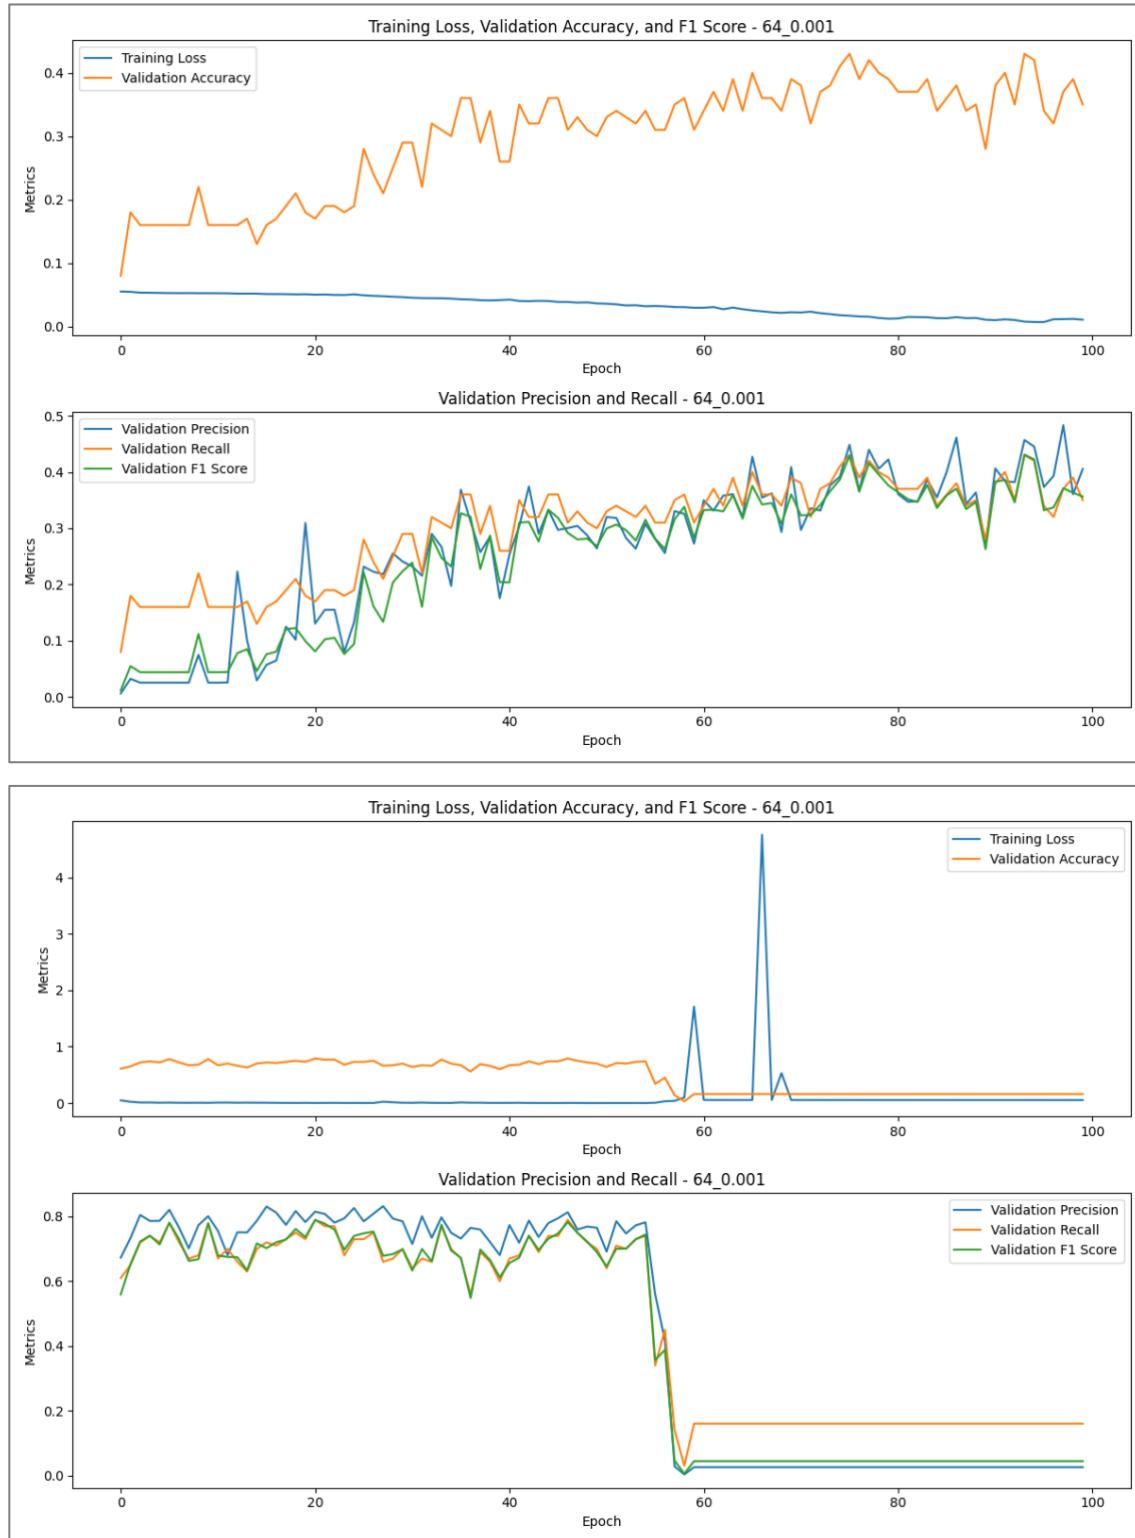 Training Loss, Validation Accuracy, and F1 Score - 64_0.001
Training Loss
Validation Accuracy
Metrics
0.4
0.3
0.2
0.1
0.0
0 20 40 60 80 100
Epoch
Validation Precision and Recall - 64_0.001
Validation Precision
Validation Recall
Validation F1 Score
Metrics
0.5
0.4
0.3
0.2
0.1
0.0
0 20 40 60 80 100
Epoch
Training Loss, Validation Accuracy, and F1 Score - 64_0.001
Training Loss
Validation Accuracy
Metrics
4
3
2
1
0
0 20 40 60 80 100
Epoch
Validation Precision and Recall - 64_0.001
Validation Precision
Validation Recall
Validation F1 Score
Metrics
0.8
0.6
0.4
0.2
0.0
0 20 40 60 80 100
Epoch